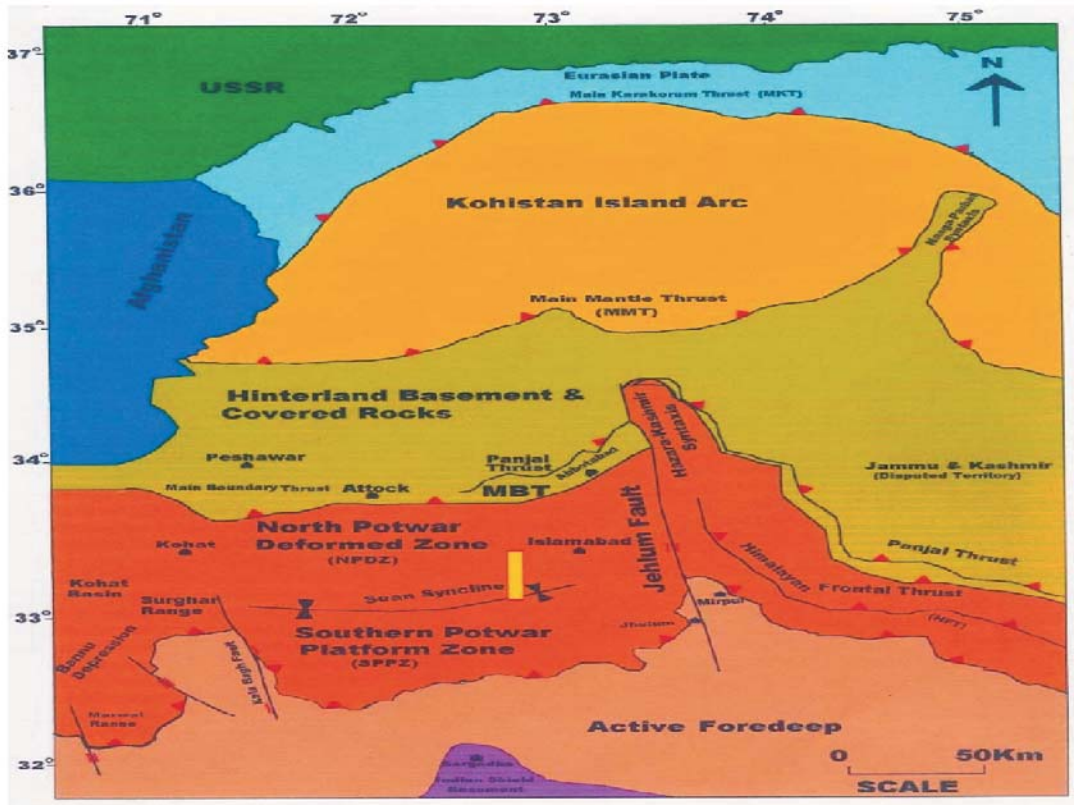 71°
72°
73°
74°
75°
37°
36°
35°
34°
33°
32°
N
USSR
Eurasian Plate
Main Karakorum Thrust (MKT)
Kohistan Island Arc
Afghanistan
Main Mantle Thrust
(MMT)
Hinterland Basement &
Covered Rocks
Hazara-Kashmir
Syntaxis
Peshawar
Panjal
Thrust
Abbotabad
Jammu & Kashmir
(Disputed Territory)
Main Boundary Thrust
Attock
MBT
North Potwar
Deformed Zone
(NPDZ)
Kohat
Islamabad
Jehlum Fault
Panjal Thrust
Himalayan
Frontal Thrust
(HFT)
Kohat
Basin
Surghar
Range
Suan Syncline
Mirpur
Southern Potwar
Platform Zone
(SPPZ)
Jhelum
Bannu
Depression
Kala Bagh Fault
Marwat
Range
Active Foredeep
Sargodha
Indian Shield
Basement
0
50Km
SCALE